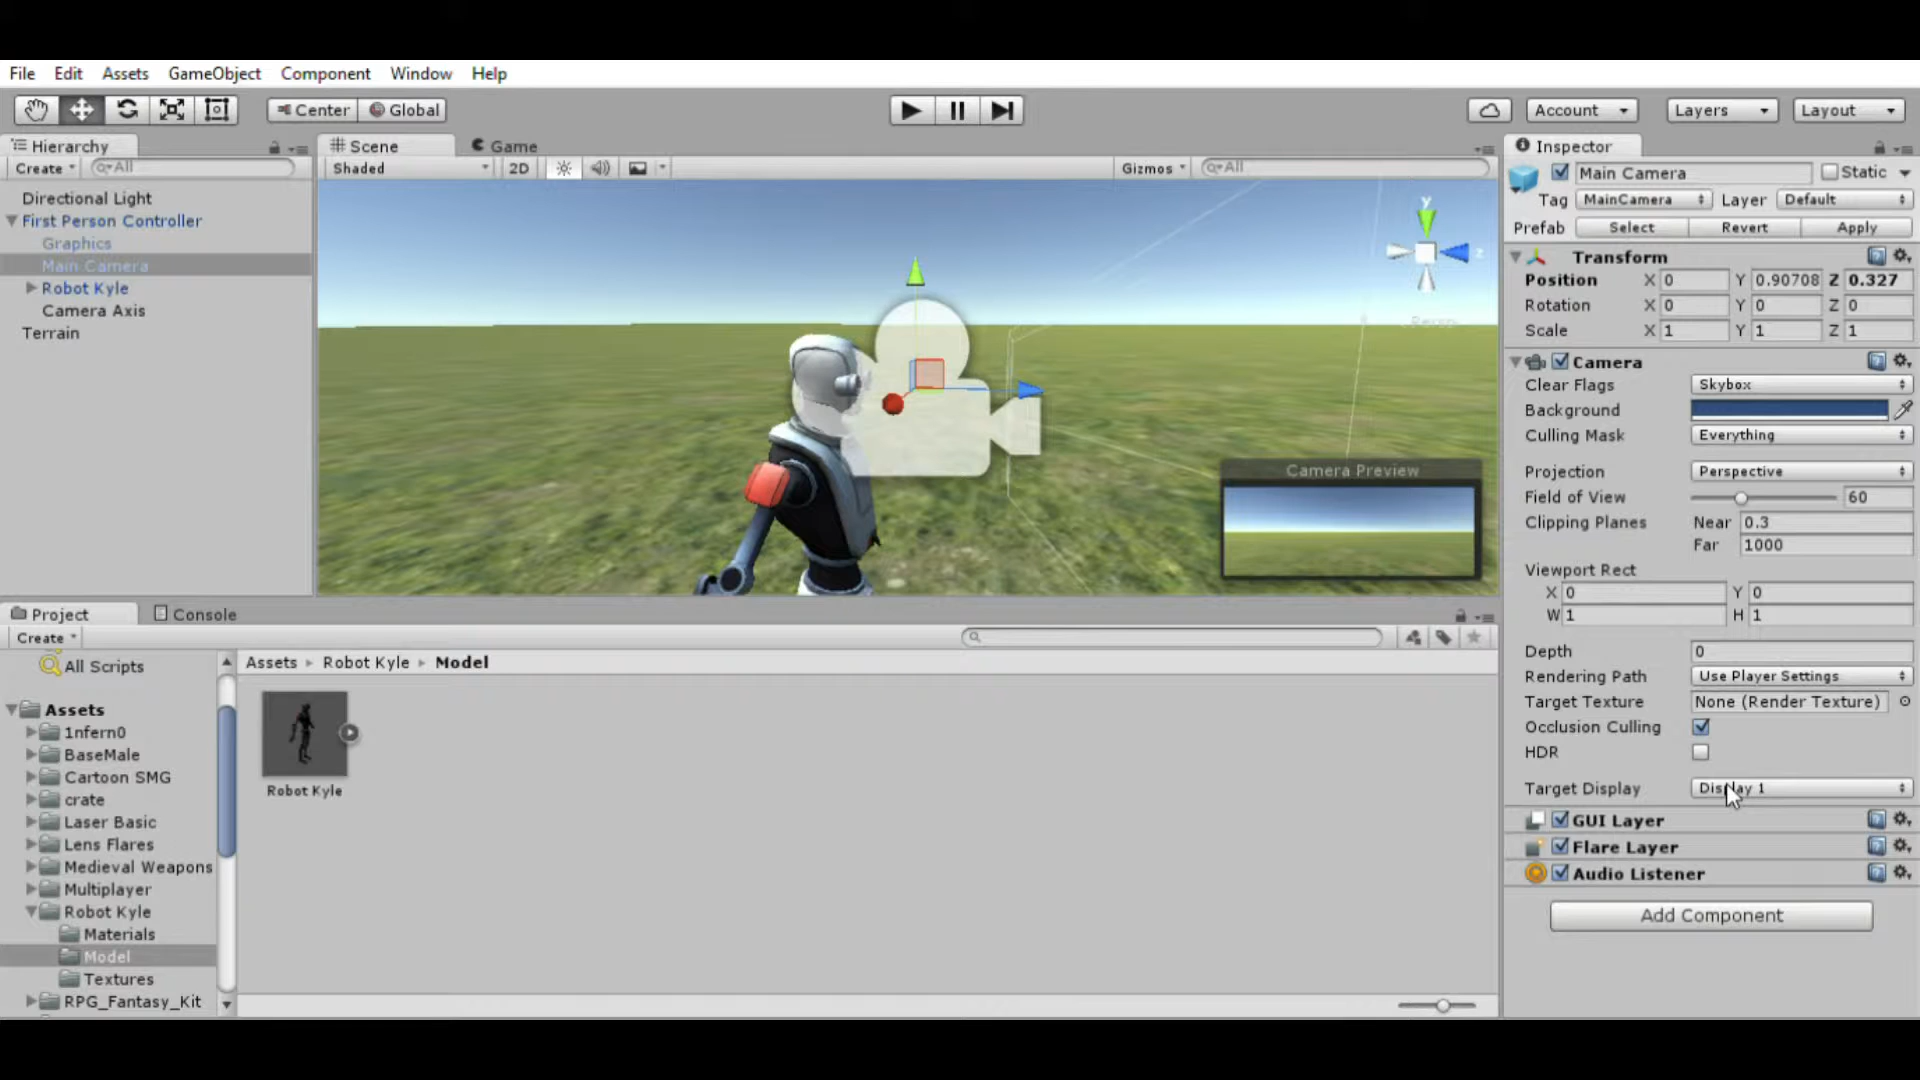 File Edit Assets GameObject Component Window Help
Center Global Account Layers Layout
Hierarchy
Create All
Directional Light
First Person Controller
Graphics
Main Camera
Robot Kyle
Camera Axis
Terrain
Scene Game
Shaded 2D Gizmos All
y
z
Camera Preview
Inspector
Main Camera Static
Tag MainCamera Layer Default
Prefab Select Revert Apply
Transform
Position X 0 Y 0.90708 Z 0.327
Rotation X 0 Y 0 Z 0
Scale X 1 Y 1 Z 1
Camera
Clear Flags Skybox
Background
Culling Mask Everything
Projection Perspective
Field of View 60
Clipping Planes Near 0.3
Far 1000
Viewport Rect
X 0 Y 0
W 1 H 1
Depth 0
Rendering Path Use Player Settings
Target Texture None (Render Texture)
Occlusion Culling
HDR
Target Display Display 1
GUI Layer
Flare Layer
Audio Listener
Add Component
Project Console
Create
All Scripts
Assets
1nfern0
BaseMale
Cartoon SMG
crate
Laser Basic
Lens Flares
Medieval Weapons
Multiplayer
Robot Kyle
Materials
Model
Textures
RPG_Fantasy_Kit
Assets Robot Kyle Model
Robot Kyle